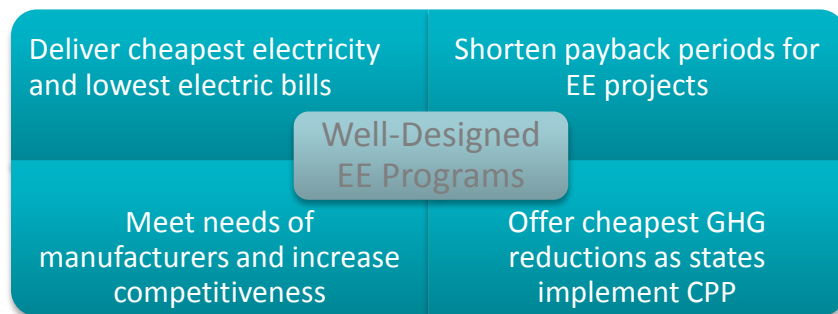 Deliver cheapest electricity
and lowest electric bills
Shorten payback periods for
EE projects
Well-Designed
EE Programs
Meet needs of
manufacturers and increase
competitiveness
Offer cheapest GHG
reductions as states
implement CPP